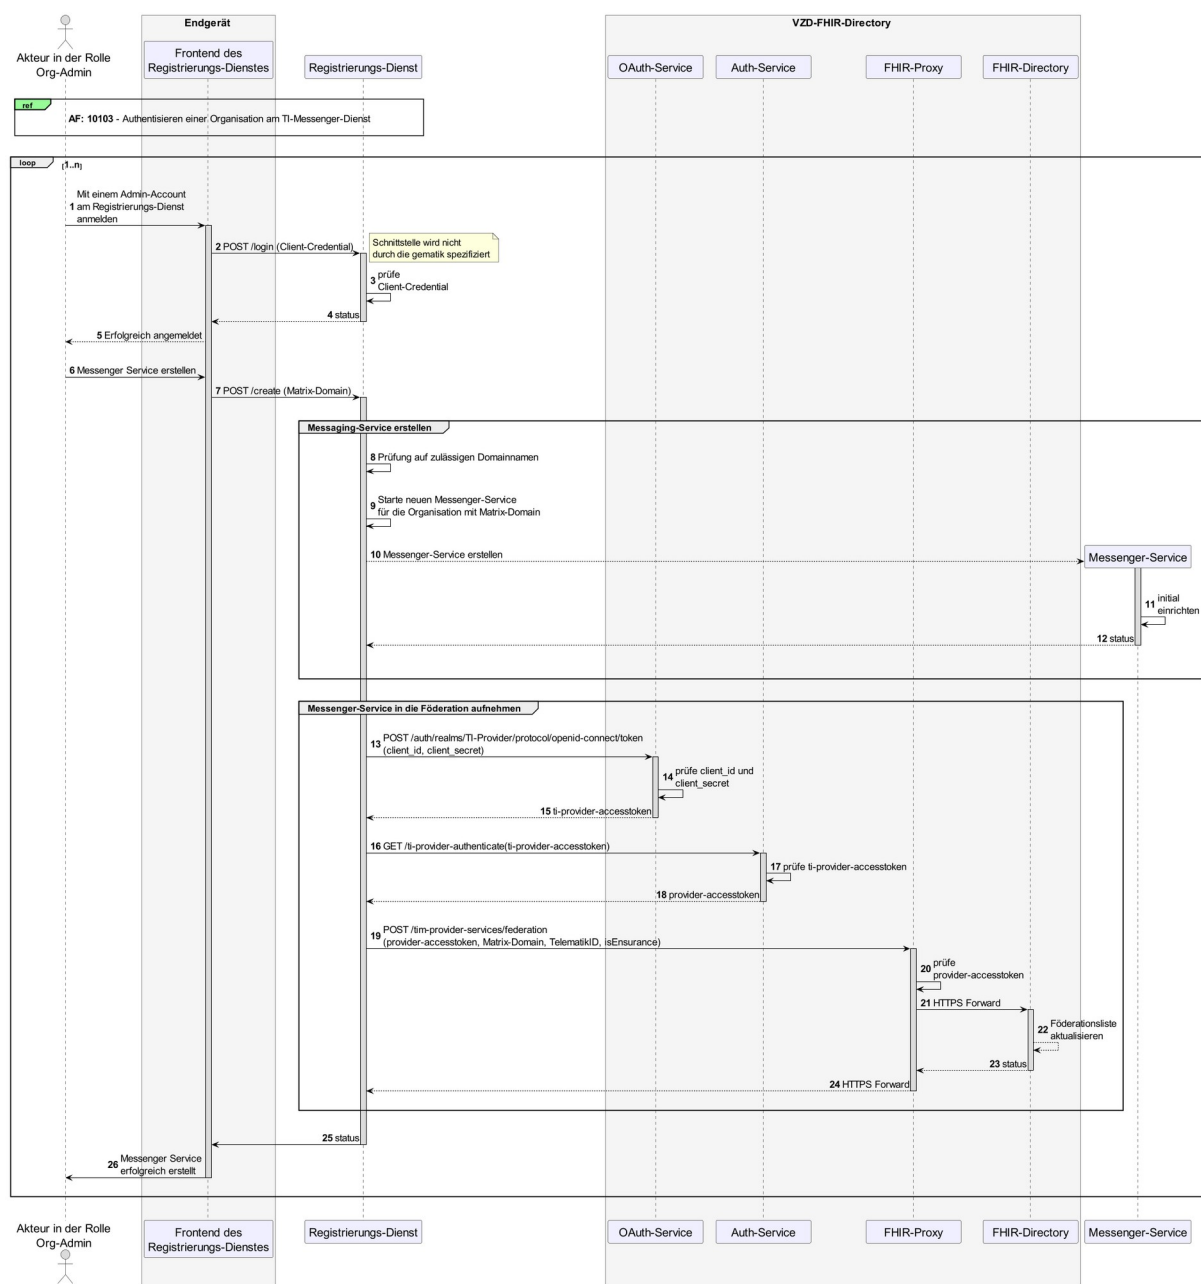 Endgerät
VZD-FHIR-Directory
Akteur in der Rolle
Org-Admin
Frontend des
Registrierungs-Dienstes
Registrierungs-Dienst
OAuth-Service
Auth-Service
FHIR-Proxy
FHIR-Directory
ref
AF: 10103 - Authentisieren einer Organisation am TI-Messenger-Dienst
loop
[1..n]
Mit einem Admin-Account
1 am Registrierungs-Dienst
anmelden
2 POST /login (Client-Credential)
Schnittstelle wird nicht
durch die gematik spezifiziert
3 prüfe
Client-Credential
4 status
5 Erfolgreich angemeldet
6 Messenger Service erstellen
7 POST /create (Matrix-Domain)
Messaging-Service erstellen
8 Prüfung auf zulässigen Domainnamen
9 Starte neuen Messenger-Service
für die Organisation mit Matrix-Domain
10 Messenger-Service erstellen
Messenger-Service
11 initial
einrichten
12 status
Messenger-Service in die Föderation aufnehmen
13 POST /auth/realms/TI-Provider/protocol/openid-connect/token
(client_id, client_secret)
14 prüfe client_id und
client_secret
15 ti-provider-accesstoken
16 GET /ti-provider-authenticate(ti-provider-accesstoken)
17 prüfe ti-provider-accesstoken
18 provider-accesstoken
19 POST /tim-provider-services/federation
(provider-accesstoken, Matrix-Domain, TelematikID, isEnsurance)
20 prüfe
provider-accesstoken
21 HTTPS Forward
22 Föderationsliste
aktualisieren
23 status
24 HTTPS Forward
25 status
26 Messenger Service
erfolgreich erstellt
Akteur in der Rolle
Org-Admin
Frontend des
Registrierungs-Dienstes
Registrierungs-Dienst
OAuth-Service
Auth-Service
FHIR-Proxy
FHIR-Directory
Messenger-Service